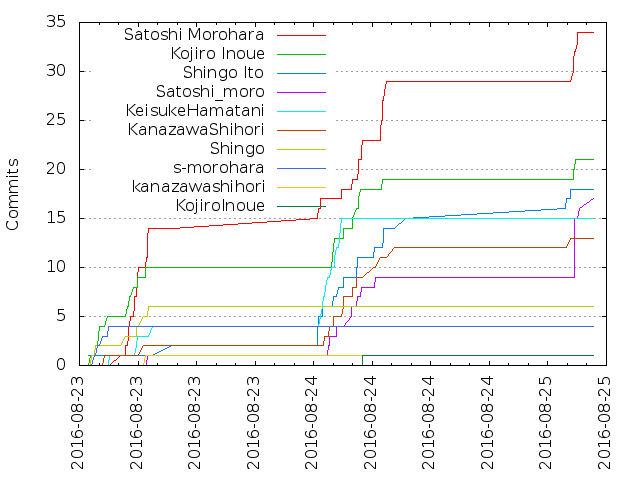 35
30
25
20
15
10
5
0
Commits
Satoshi Morohara
Kojiro Inoue
Shingo Ito
Satoshi_moro
KeisukeHamatani
KanazawaShihori
Shingo
s-morohara
kanazawashihori
KojiroInoue
2016-08-23
2016-08-23
2016-08-23
2016-08-23
2016-08-24
2016-08-24
2016-08-24
2016-08-24
2016-08-25
2016-08-25